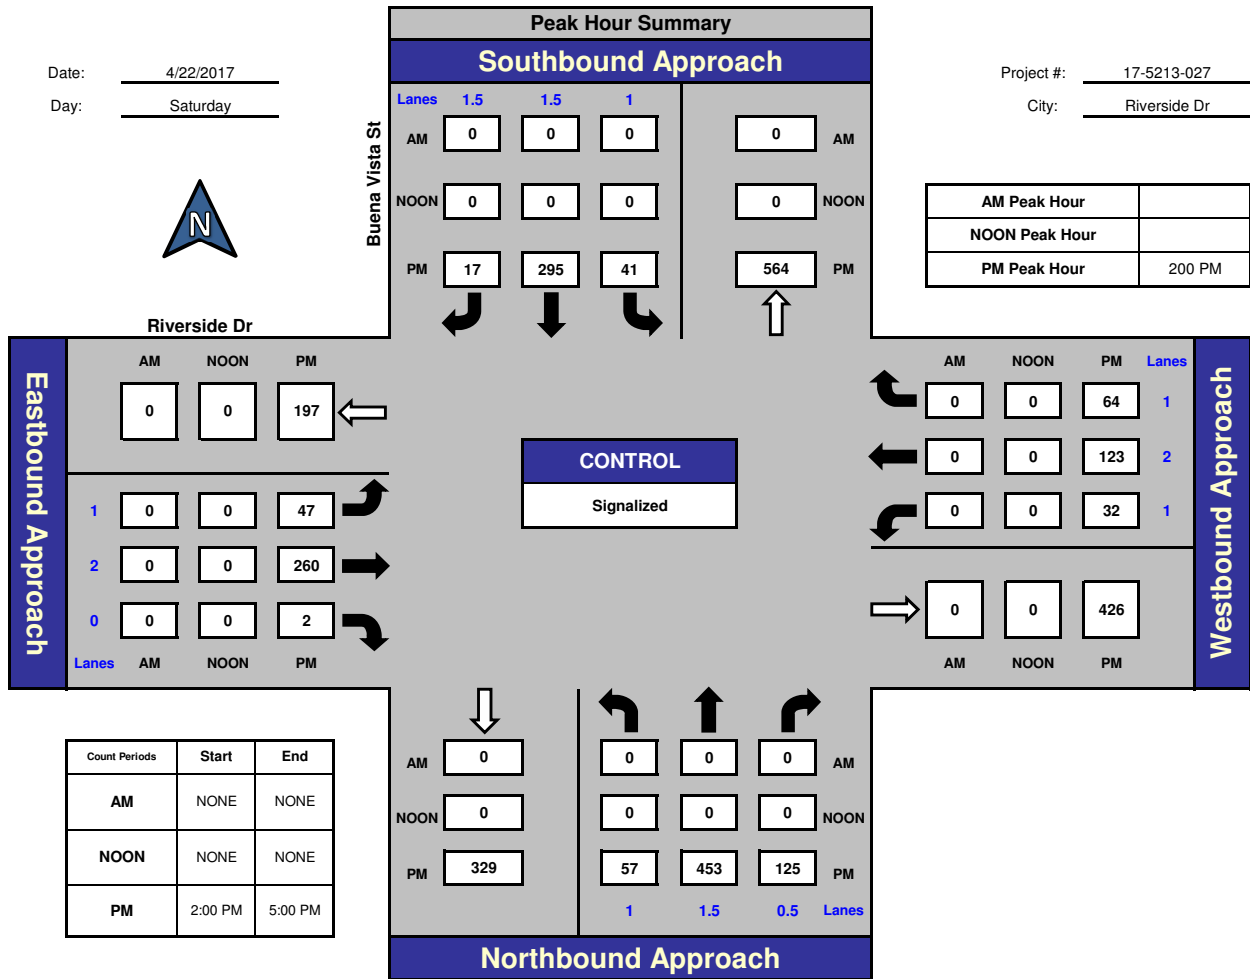 Peak Hour Summary
Southbound Approach
Date: 4/22/2017
Day: Saturday
Project #: 17-5213-027
City: Riverside Dr
Buena Vista St
Lanes 1.5 1.5 1
AM 0 0 0 0 AM
NOON 0 0 0 0 NOON
PM 17 295 41 564 PM
N
AM Peak Hour
NOON Peak Hour
PM Peak Hour 200 PM
Riverside Dr
Eastbound Approach
AM NOON PM
0 0 197
1 0 0 47
2 0 0 260
0 0 0 2
Lanes AM NOON PM
CONTROL
Signalized
AM NOON PM Lanes
0 0 64 1
0 0 123 2
0 0 32 1
0 0 426
AM NOON PM
Westbound Approach
Count Periods Start End
AM NONE NONE
NOON NONE NONE
PM 2:00 PM 5:00 PM
AM 0 0 0 0 AM
NOON 0 0 0 0 NOON
PM 329 57 453 125 PM
1 1.5 0.5 Lanes
Northbound Approach